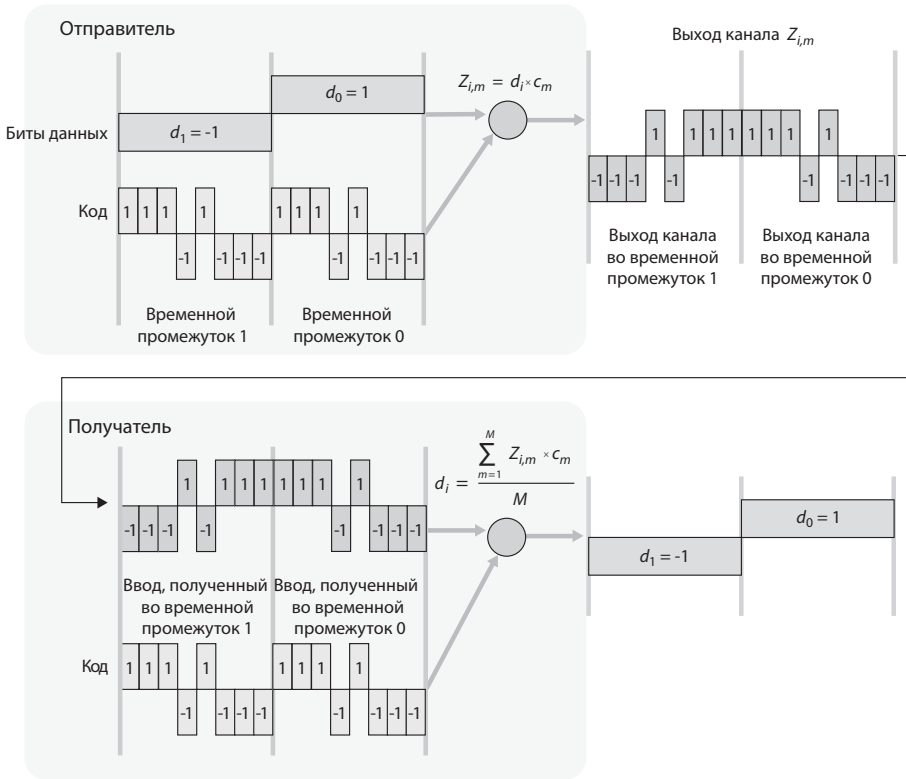 Отправитель
Выход канала Z_{i,m}
Z_{i,m} = d_i × c_m
d_0 = 1
Биты данных
d_1 = -1
1 1 1 1 1 1 1 1
-1 -1 -1 -1 -1 -1 -1 -1
Код
1 1 1 1 1 1 1 1
-1 -1 -1 -1 -1 -1 -1 -1
Выход канала
во временной
промежуток 1
Выход канала
во временной
промежуток 0
Временной
промежуток 1
Временной
промежуток 0
Получатель
d_i = \frac{\sum_{m=1}^{M} Z_{i,m} × c_m}{M}
1 1 1 1 1 1 1 1
-1 -1 -1 -1 -1 -1 -1 -1
d_0 = 1
d_1 = -1
Ввод, полученный
во временной
промежуток 1
Ввод, полученный
во временной
промежуток 0
Код
1 1 1 1 1 1 1 1
-1 -1 -1 -1 -1 -1 -1 -1